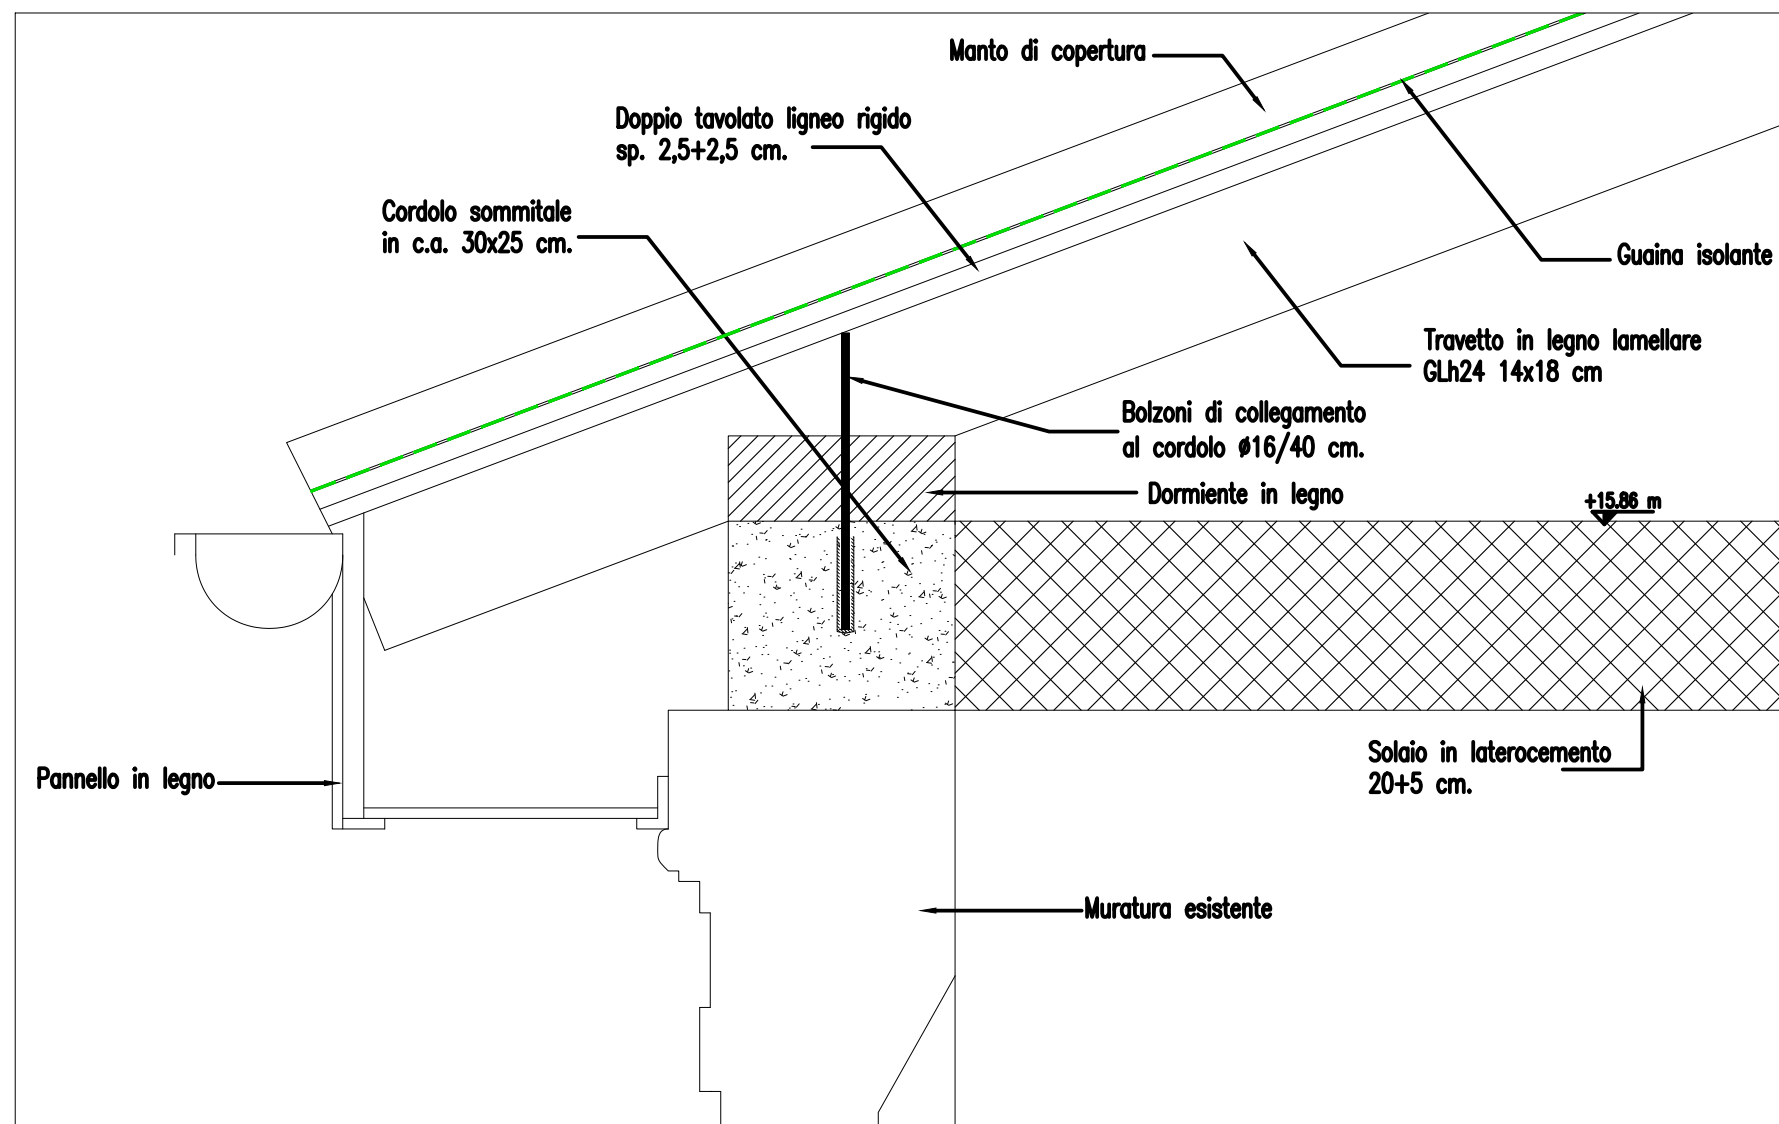 Manto di copertura
Doppio tavolato ligneo rigido
sp. 2,5+2,5 cm.
Cordolo sommitale
in c.a. 30x25 cm.
Guaina isolante
Travetto in legno lamellare
GLh24 14x18 cm
Bolzoni di collegamento
al cordolo ø16/40 cm.
Dormiente in legno
+15.86 m
Solaio in laterocemento
20+5 cm.
Pannello in legno
Muratura esistente